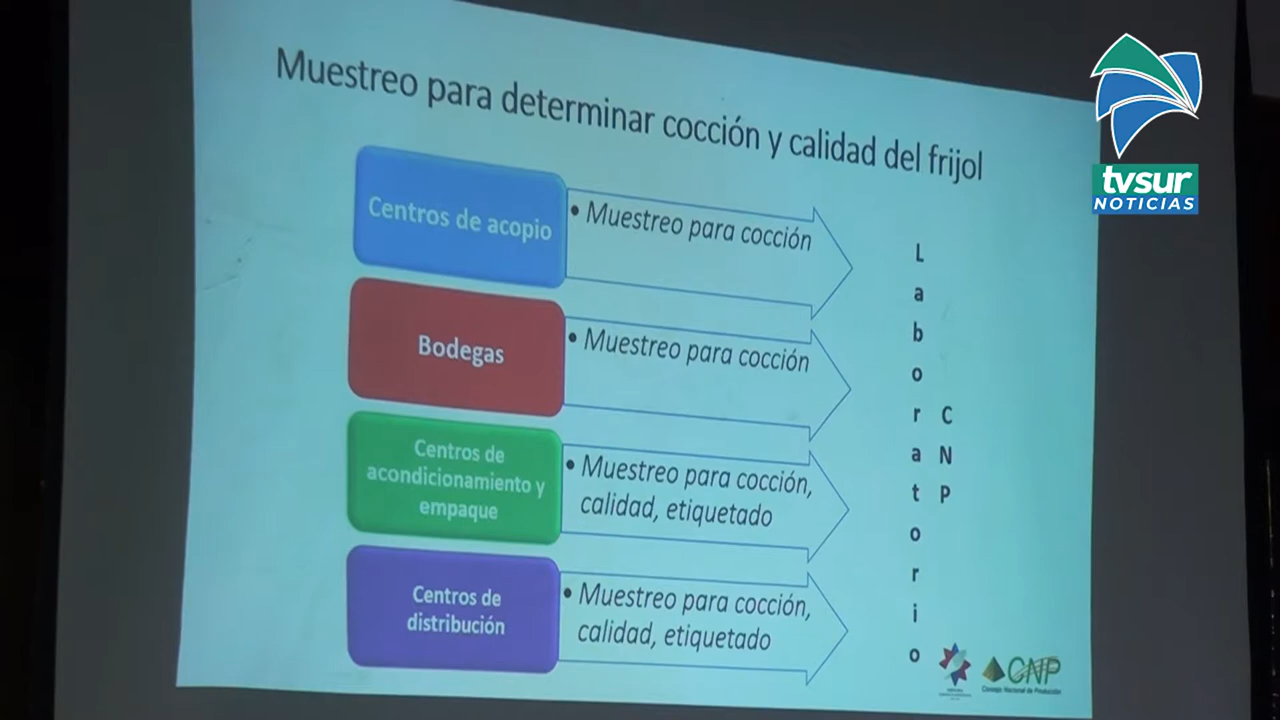 Muestreo para determinar cocción y calidad del frijol
tvsur
NOTICIAS
Centros de acopio
• Muestreo para cocción
Bodegas
• Muestreo para cocción
Centros de
acondicionamiento y
empaque
• Muestreo para cocción,
calidad, etiquetado
Centros de
distribución
• Muestreo para cocción,
calidad, etiquetado
Laboratorio
CNP
CNP
Consejo Nacional de Producción